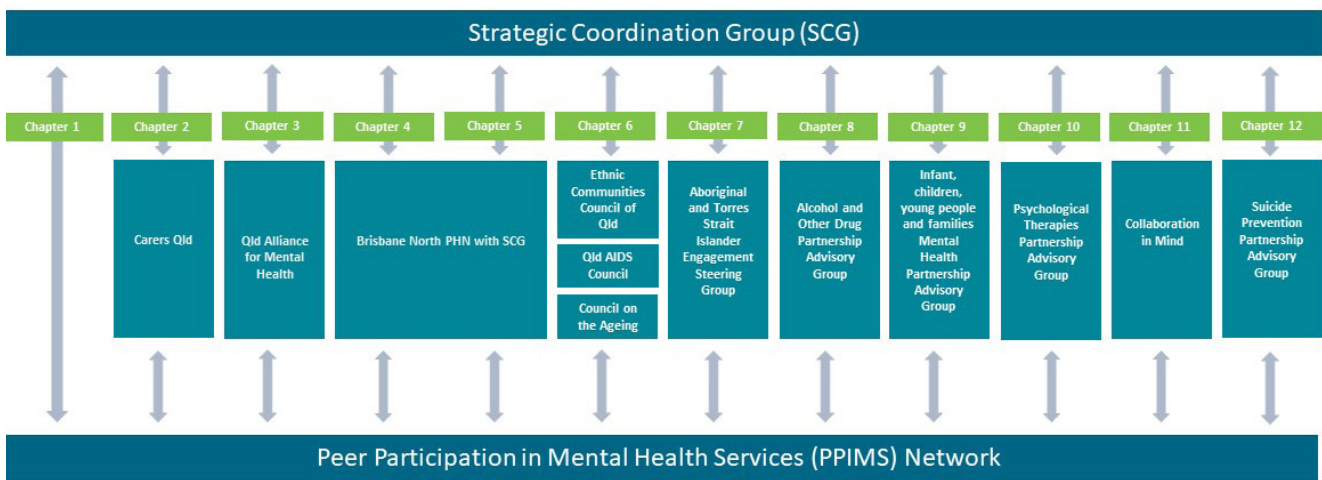 Strategic Coordination Group (SCG)
Chapter 1
Chapter 2
Chapter 3
Chapter 4
Chapter 5
Chapter 6
Chapter 7
Chapter 8
Chapter 9
Chapter 10
Chapter 11
Chapter 12
Carers Qld
Qld Alliance
for Mental
Health
Brisbane North PHN with SCG
Ethnic
Communities
Council of
Qld
Qld AIDS
Council
Council on
the Ageing
Aboriginal
and Torres
Strait
Islander
Engagement
Steering
Group
Alcohol and
Other Drug
Partnership
Advisory
Group
Infant,
children,
young people
and families
Mental
Health
Partnership
Advisory
Group
Psychological
Therapies
Partnership
Advisory
Group
Collaboration
in Mind
Suicide
Prevention
Partnership
Advisory
Group
Peer Participation in Mental Health Services (PPIMS) Network